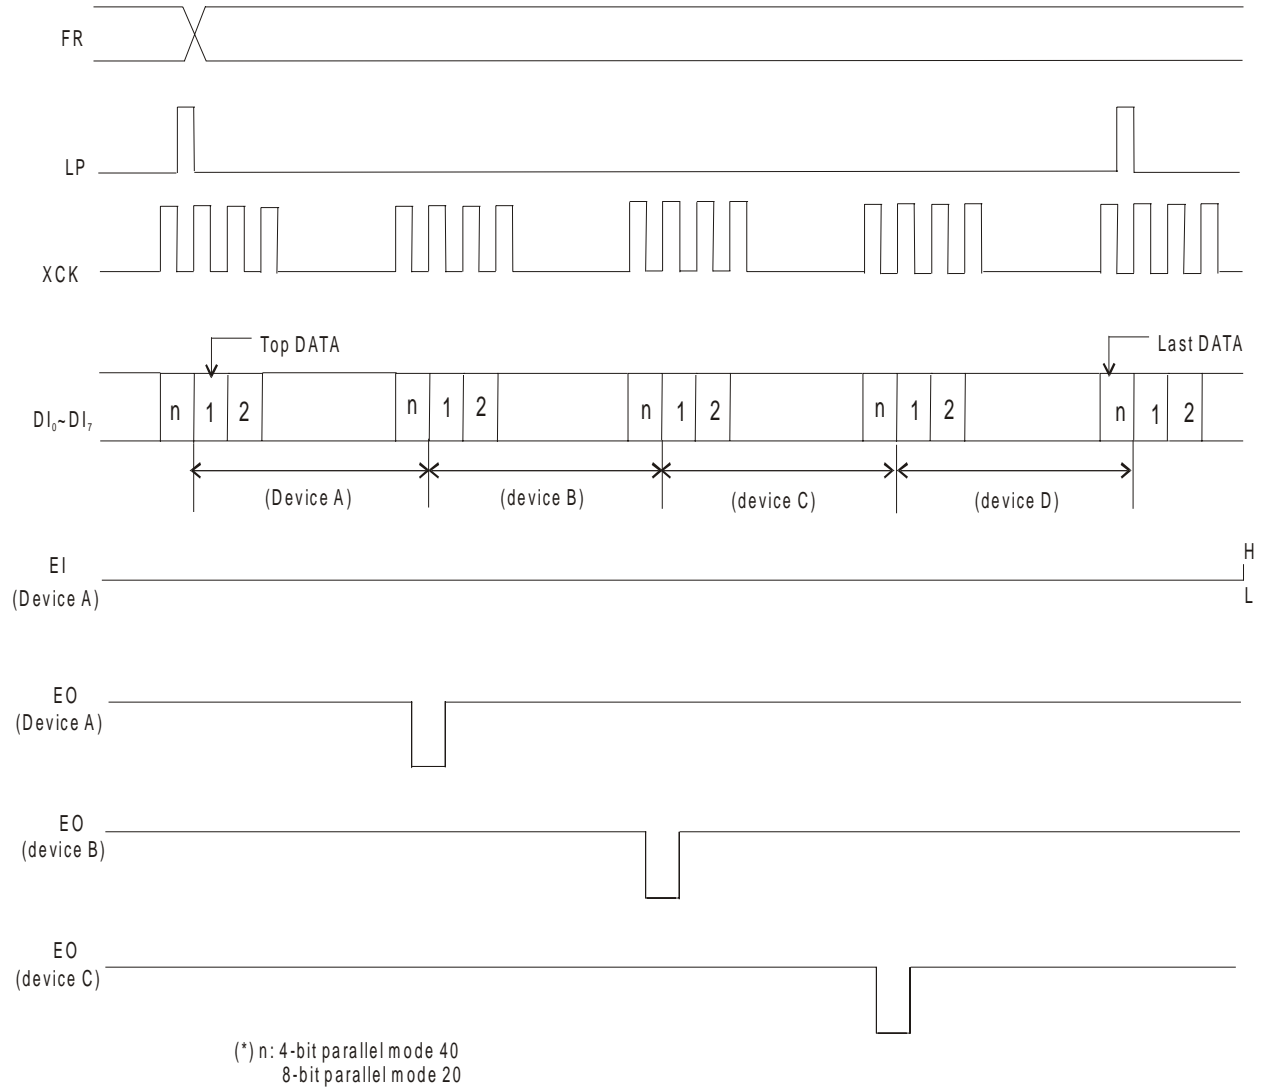 FR
LP
XCK
Top DATA
Last DATA
DI₀~DI₇
n 1 2 n 1 2 n 1 2 n 1 2 n 1 2
(Device A) (device B) (device C) (device D)
EI
(Device A)
H
L
EO
(Device A)
EO
(device B)
EO
(device C)
(*) n: 4-bit parallel mode 40
8-bit parallel mode 20